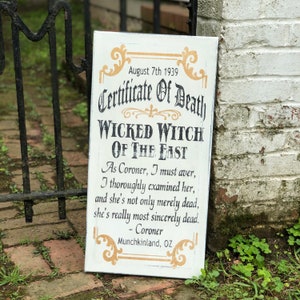 August 7th 1939
Certificate Of Death
Wicked Witch
Of The East
As Coroner, I must aver,
I thoroughly examined her,
and she's not only merely dead,
she's really most sincerely dead.
- Coroner
Munchkinland, OZ